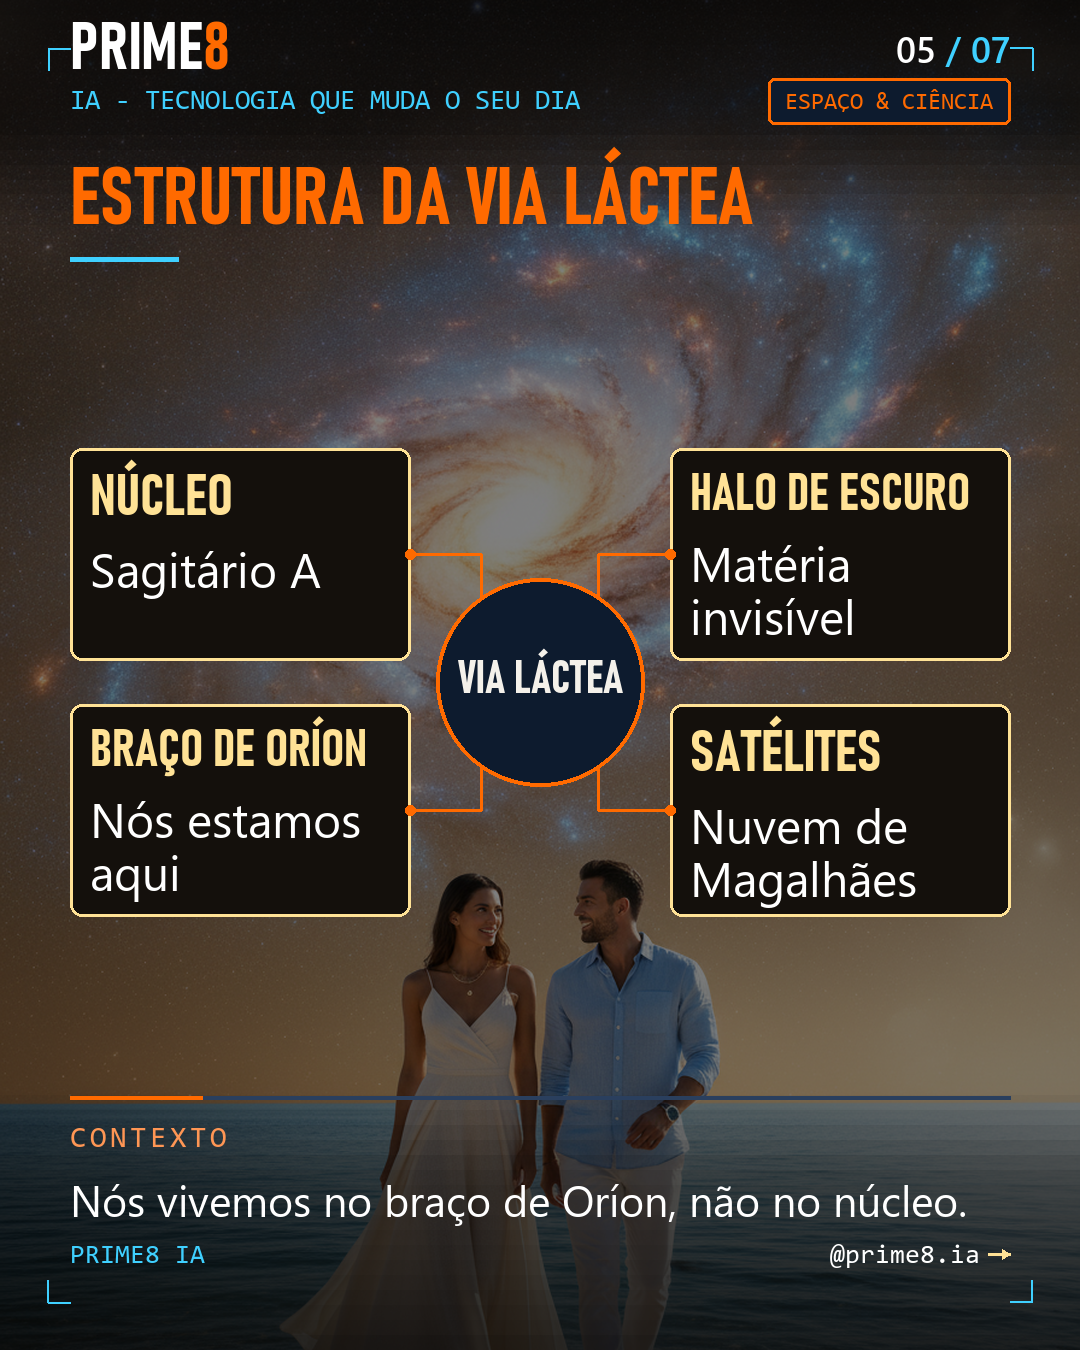 PRIME8
05 / 07
IA - TECNOLOGIA QUE MUDA O SEU DIA
ESPAÇO & CIÊNCIA
ESTRUTURA DA VIA LÁCTEA
NÚCLEO
Sagitário A
HALO DE ESCURO
Matéria
invisível
VIA LÁCTEA
BRAÇO DE ORÍON
Nós estamos
aqui
SATÉLITES
Nuvem de
Magalhães
CONTEXTO
Nós vivemos no braço de Oríon, não no núcleo.
PRIME8 IA
@prime8.ia